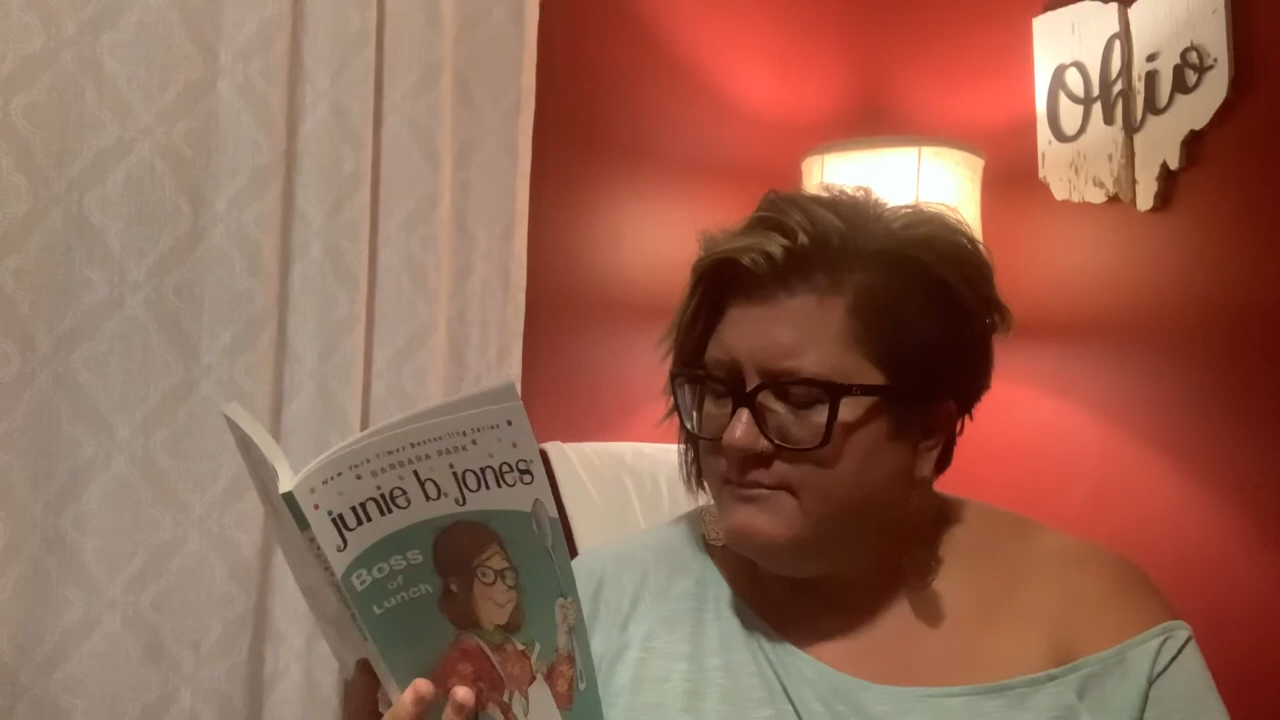 Ohio
New York Times Bestselling Series
BARBARA PARK
junie b. jones
Boss
of
Lunch